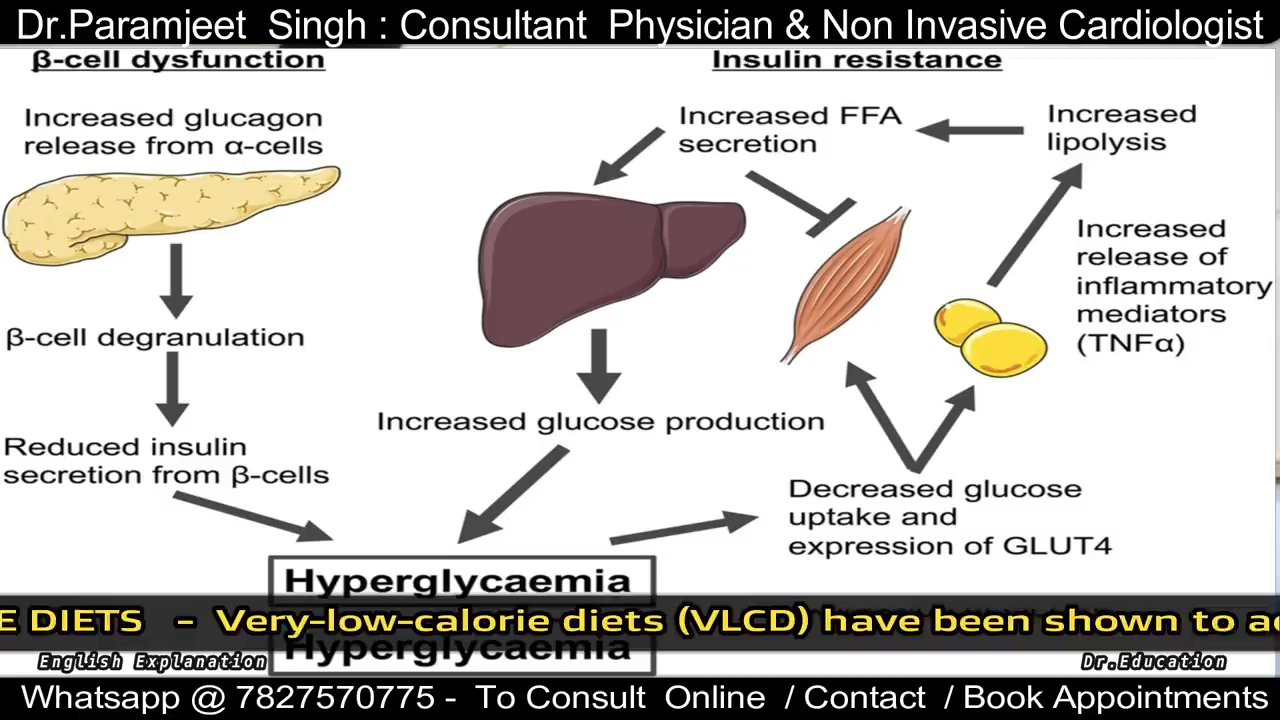 Dr.Paramjeet Singh : Consultant Physician & Non Invasive Cardiologist
β-cell dysfunction
Increased glucagon
release from α-cells
β-cell degranulation
Reduced insulin
secretion from β-cells
Insulin resistance
Increased FFA
secretion
Increased
lipolysis
Increased
release of
inflammatory
mediators
(TNFα)
Increased glucose production
Decreased glucose
uptake and
expression of GLUT4
Hyperglycaemia
E DIETS - Very-low-calorie diets (VLCD) have been shown to
Hyperglycaemia
English Explanation
Dr.Education
Whatsapp @ 7827570775 - To Consult Online / Contact / Book Appointments